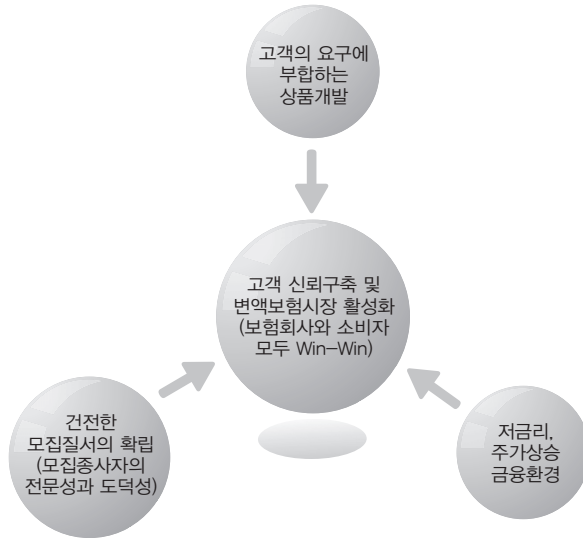 고객의 요구에
부합하는
상품개발
고객 신뢰구축 및
변액보험시장 활성화
(보험회사와 소비자
모두 Win-Win)
건전한
모집질서의 확립
(모집종사자의
전문성과 도덕성)
저금리,
주가상승
금융환경